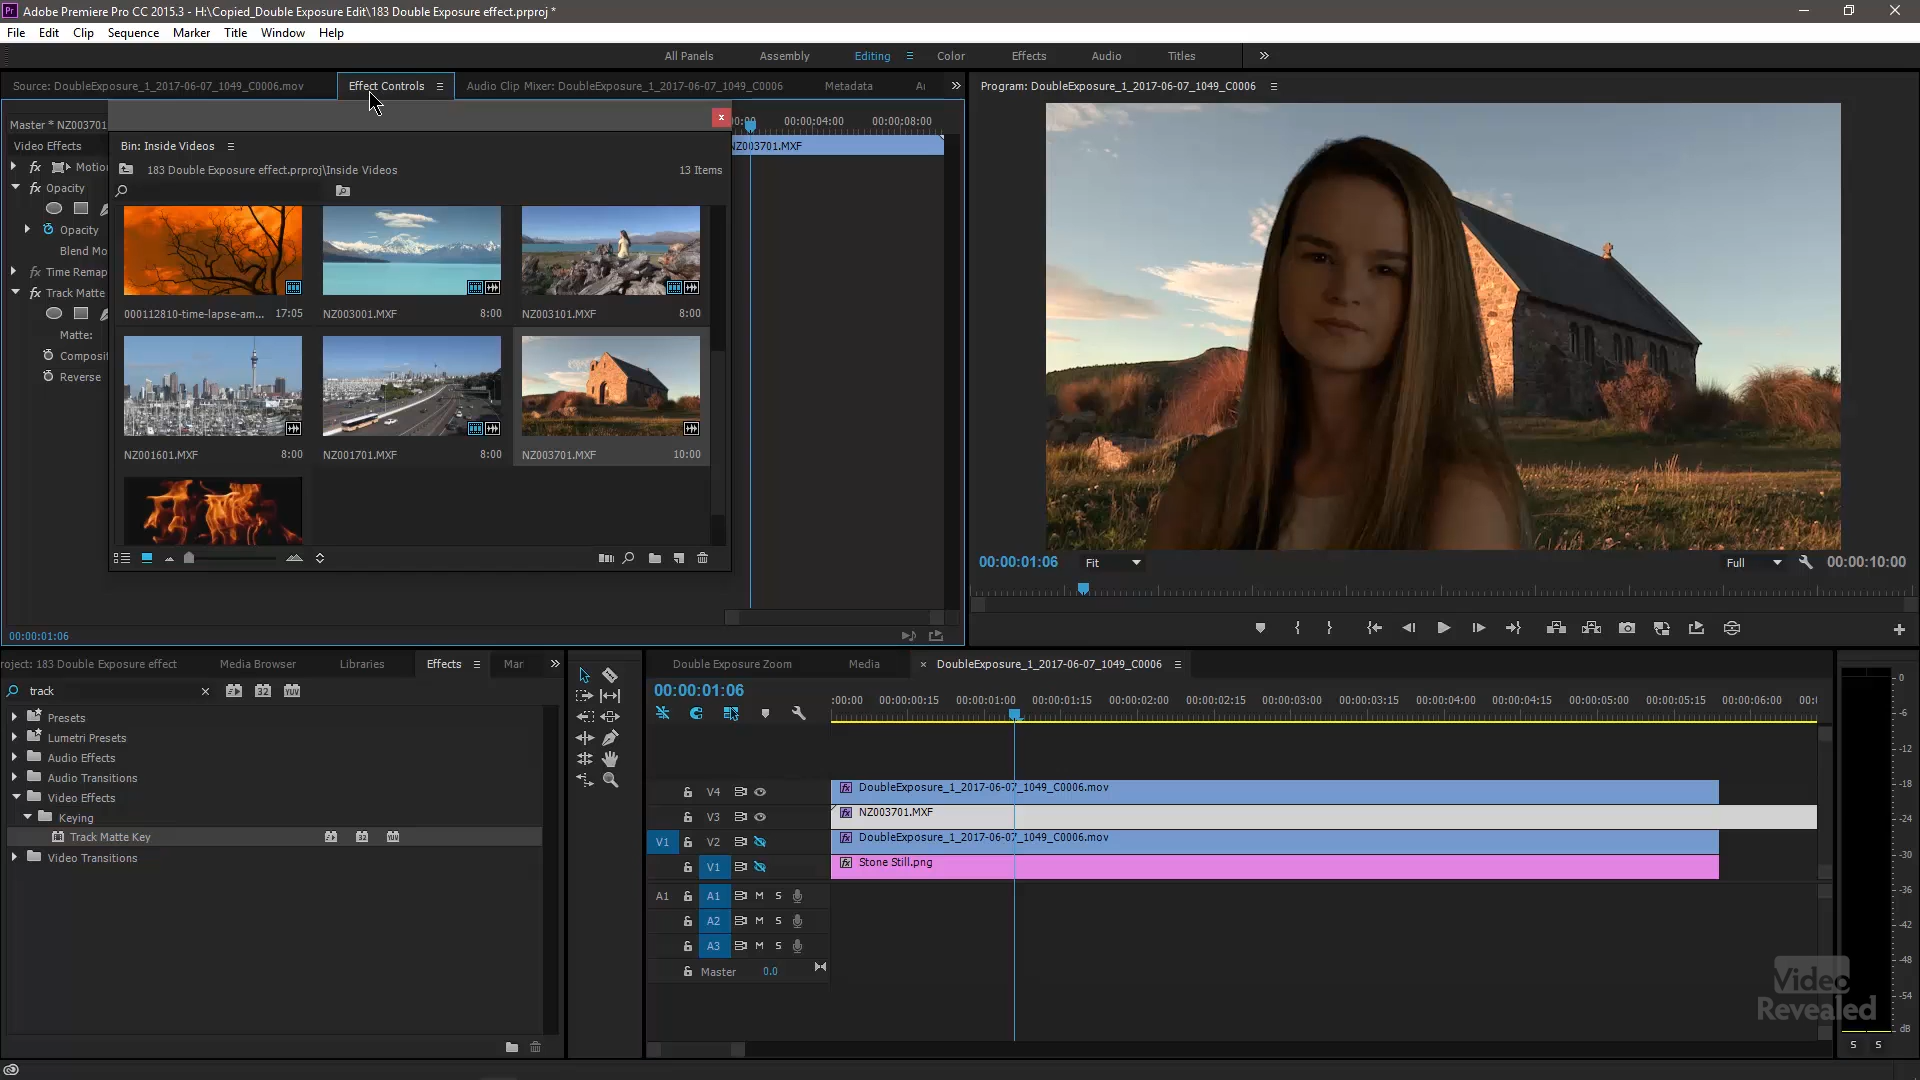 Pr Adobe Premiere Pro CC 2015.3 - H:\Copied_Double Exposure Edit\183 Double Exposure effect.prproj *
File Edit Clip Sequence Marker Title Window Help
All Panels Assembly Editing Color Effects Audio Titles
Source: DoubleExposure_1_2017-06-07_1049_C0006.mov Effect Controls Audio Clip Mixer: DoubleExposure_1_2017-06-07_1049_C0006 Metadata
Program: DoubleExposure_1_2017-06-07_1049_C0006
Master * NZ003701
00:00;04:00 00:00;08:00
Video Effects
NZ003701.MXF
Bin: Inside Videos
183 Double Exposure effect.prproj\Inside Videos 13 Items
fx Motio
fx Opacity
Opacity
Blend Mo
fx Time Remap
fx Track Matte
Matte:
Composit
Reverse
000112810-time-lapse-am... 17:05
NZ003001.MXF 8:00
NZ003101.MXF 8:00
NZ001601.MXF 8:00
NZ001701.MXF 8:00
NZ003701.MXF 10:00
00:00:01:06
00:00:01:06 Fit Full 00:00:10:00
roject: 183 Double Exposure effect Media Browser Libraries Effects Mar
track
32 YUV
Presets
Lumetri Presets
Audio Effects
Audio Transitions
Video Effects
Keying
Track Matte Key
Video Transitions
Double Exposure Zoom Media × DoubleExposure_1_2017-06-07_1049_C0006
00:00:01:06
:00:00 00:00:00:15 00:00:01:00 00:00:01:15 00:00:02:00 00:00:02:15 00:00:03:00 00:00:03:15 00:00:04:00 00:00:04:15 00:00:05:00 00:00:05:15 00:00:06:00 00:0
V4 DoubleExposure_1_2017-06-07_1049_C0006.mov
V3 NZ003701.MXF
V1 V2 DoubleExposure_1_2017-06-07_1049_C0006.mov
V1 Stone Still.png
A1 A1 M S
A2 M S
A3 M S
Master 0.0
0
-6
-12
-18
-24
-30
-36
-42
-48
-54
dB
S S
Video
Revealed